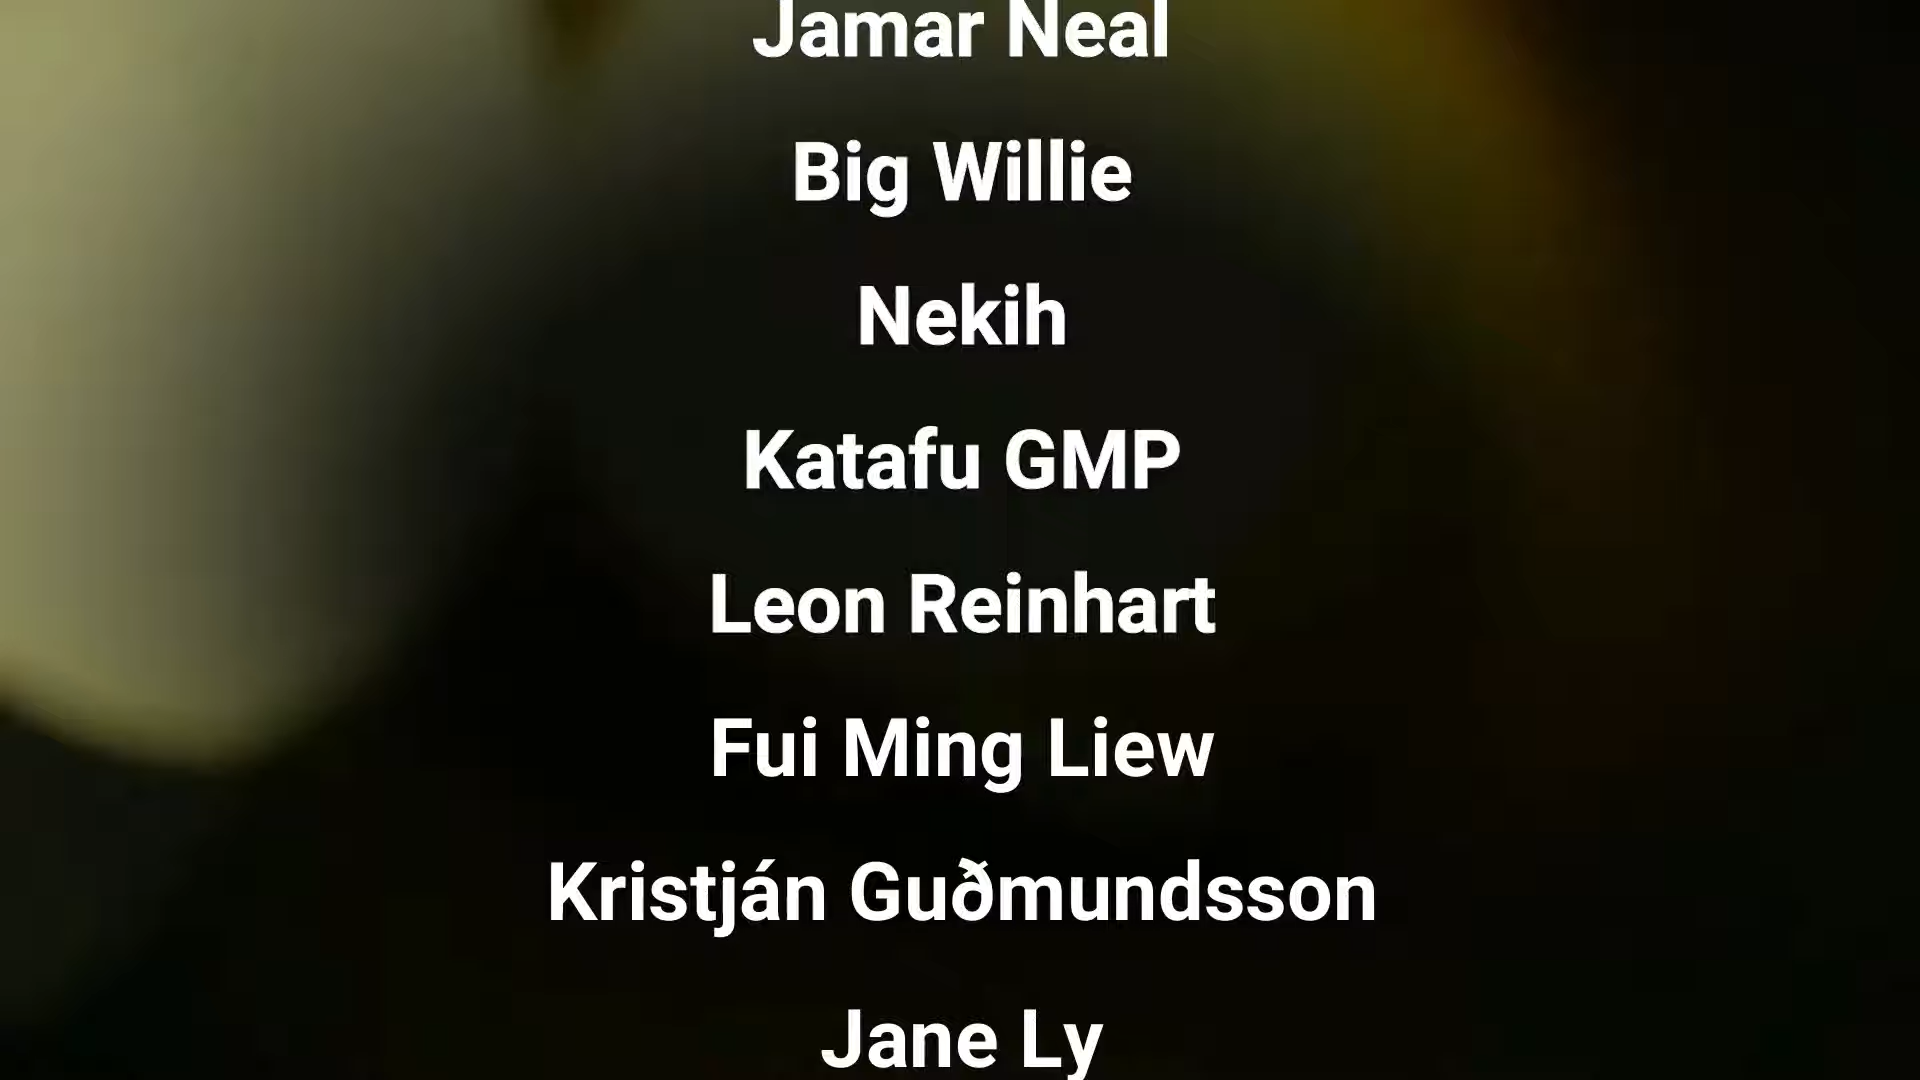 Jamar Neal
Big Willie
Nekih
Katafu GMP
Leon Reinhart
Fui Ming Liew
Kristján Guðmundsson
Jane Ly